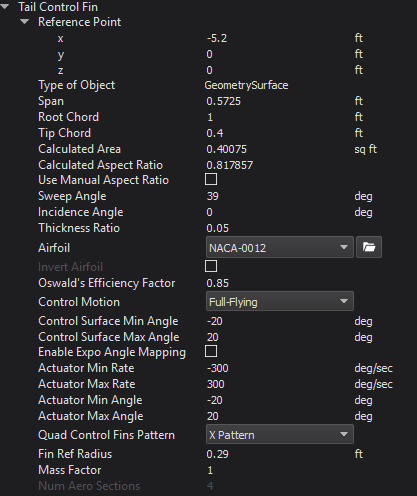 Tail Control Fin
Reference Point
x -5.2 ft
y 0 ft
z 0 ft
Type of Object GeometrySurface
Span 0.5725 ft
Root Chord 1 ft
Tip Chord 0.4 ft
Calculated Area 0.40075 sq ft
Calculated Aspect Ratio 0.817857
Use Manual Aspect Ratio
Sweep Angle 39 deg
Incidence Angle 0 deg
Thickness Ratio 0.05
Airfoil NACA-0012
Invert Airfoil
Oswald's Efficiency Factor 0.85
Control Motion Full-Flying
Control Surface Min Angle -20 deg
Control Surface Max Angle 20 deg
Enable Expo Angle Mapping
Actuator Min Rate -300 deg/sec
Actuator Max Rate 300 deg/sec
Actuator Min Angle -20 deg
Actuator Max Angle 20 deg
Quad Control Fins Pattern X Pattern
Fin Ref Radius 0.29 ft
Mass Factor 1
Num Aero Sections 4